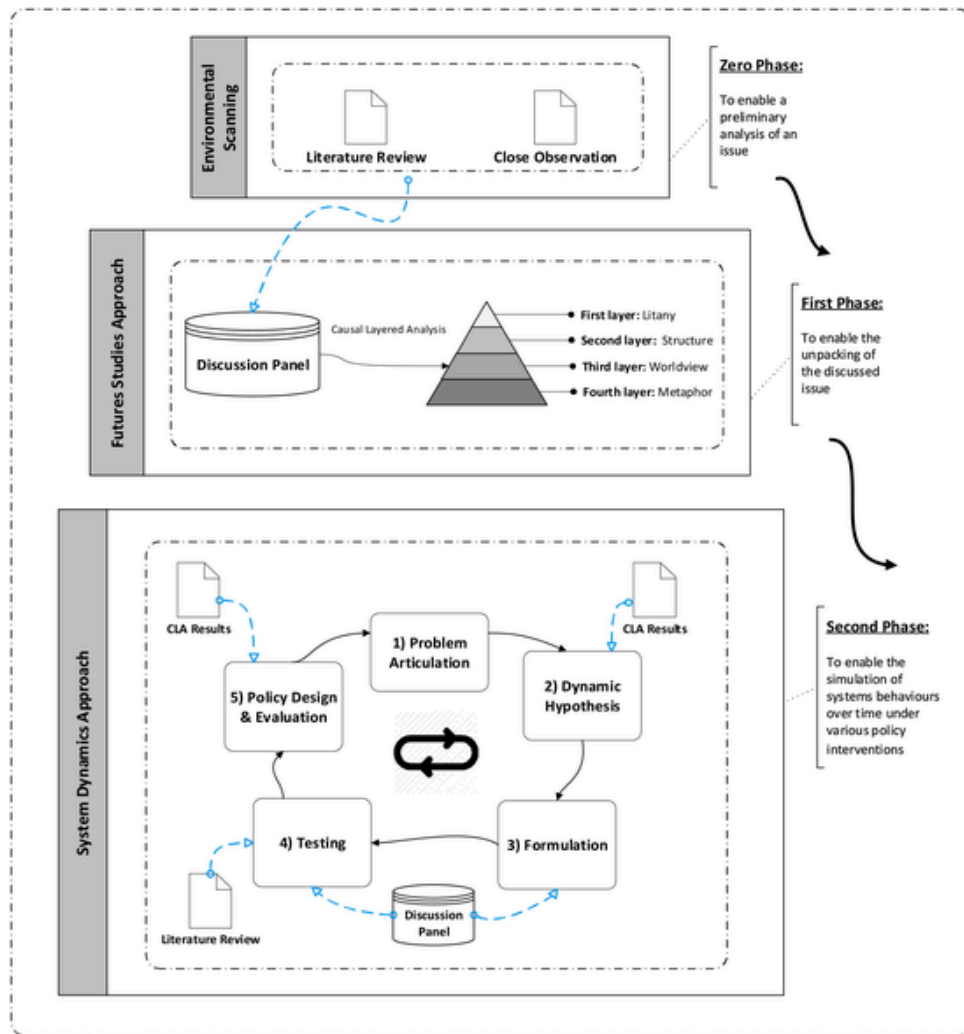 Environmental
Scanning
Literature Review
Close Observation
Zero Phase:
To enable a
preliminary
analysis of an
issue
Futures Studies Approach
Discussion Panel
Causal Layered Analysis
First layer: Litany
Second layer: Structure
Third layer: Worldview
Fourth layer: Metaphor
First Phase:
To enable the
unpacking of
the discussed
issue
System Dynamics Approach
CLA Results
CLA Results
1) Problem
Articulation
2) Dynamic
Hypothesis
5) Policy Design
& Evaluation
4) Testing
3) Formulation
Literature Review
Discussion
Panel
Second Phase:
To enable the
simulation of
systems behaviours
over time under
various policy
interventions